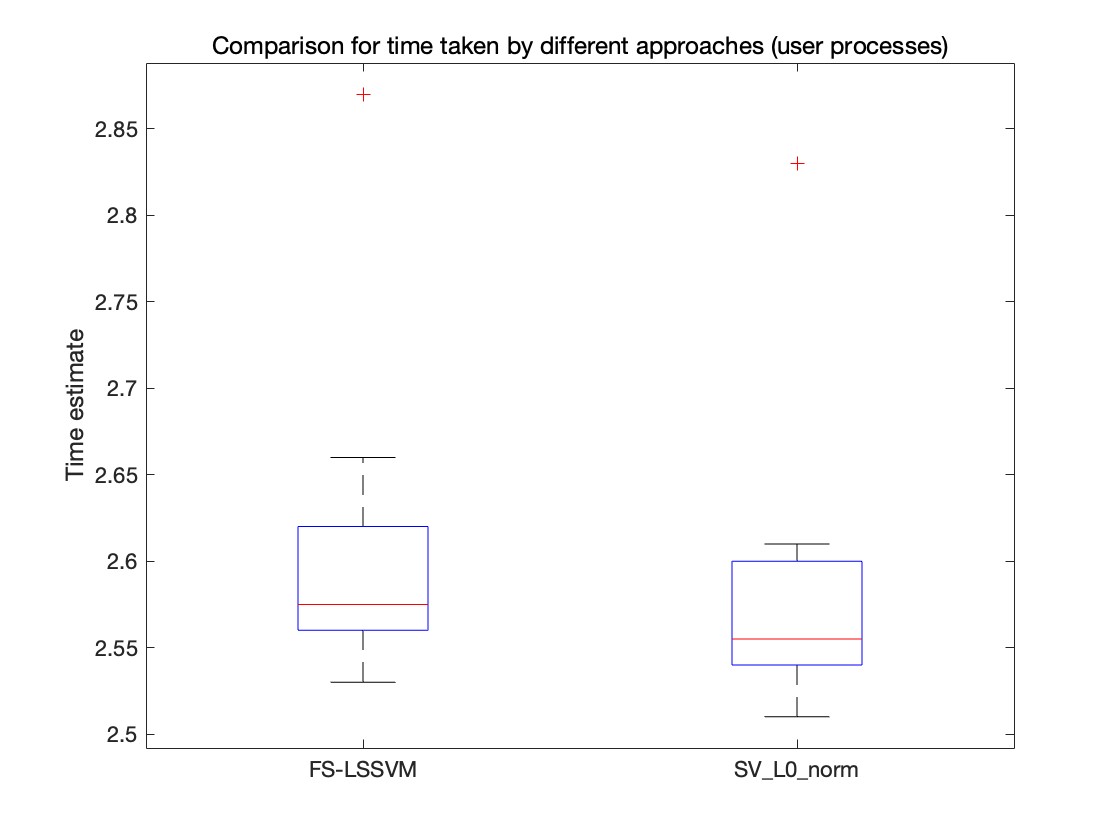 Comparison for time taken by different approaches (user processes)
Time estimate
2.85
2.8
2.75
2.7
2.65
2.6
2.55
2.5
FS-LSSVM
SV_L0_norm